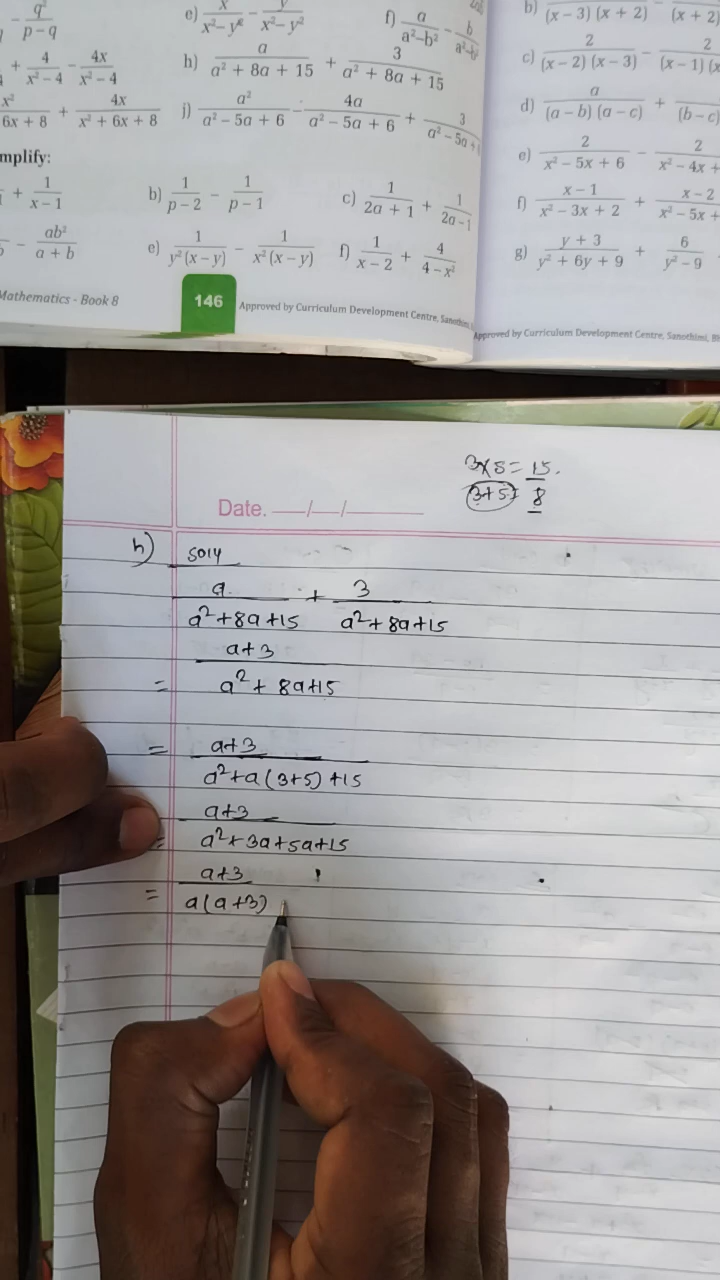 q² / p - q
e) x / x² - y² - y / x² - y²
f) a / a² - b² - b / a² - b²
+ 4 / x² - 4 - 4x / x² - 4
h) a / a² + 8a + 15 + 3 / a² + 8a + 15
x² / 6x + 8 + 4x / x² + 6x + 8
j) a² / a² - 5a + 6 - 4a / a² - 5a + 6 + 3 / a² - 5a +
mplify:
+ 1 / x - 1
b) 1 / p - 2 - 1 / p - 1
c) 1 / 2a + 1 + 1 / 2a - 1
- ab² / a + b
e) 1 / y² (x - y) - 1 / x² (x - y)
f) 1 / x - 2 + 4 / 4 - x²
Mathematics - Book 8
146
Approved by Curriculum Development Centre,
b) (x - 3) (x + 2) (x + 2)
c) 2 / (x - 2) (x - 3) - 2 / (x - 1) (x
d) a / (a - b) (a - c) + (b - c)
e) 2 / x² - 5x + 6 - 2 / x² - 4x +
f) x - 1 / x² - 3x + 2 + x - 2 / x² - 5x +
g) y + 3 / y² + 6y + 9 + 6 / y² - 9
Approved by Curriculum Development Centre, Sanothimi,
3×5 = 15.
3+5 = 8
Date. __/__/____
h) soln
a / a²+8a+15 + 3 / a²+8a+15
= a+3 / a²+8a+15
= a+3 / a²+a(3+5)+15
= a+3 / a²+3a+5a+15
= a+3 / a(a+3)